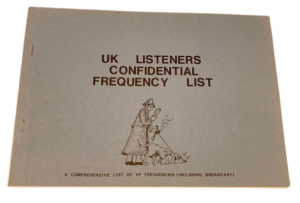 UK LISTENERS
CONFIDENTIAL
FREQUENCY LIST
A COMPREHENSIVE LIST OF HF FREQUENCIES (INCLUDING BROADCAST)